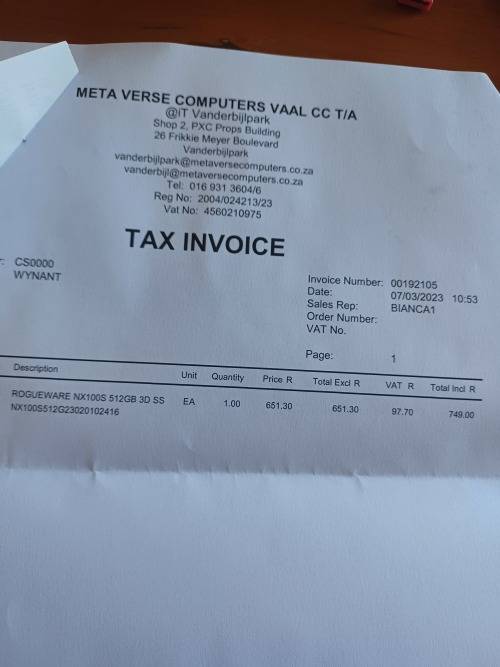 META VERSE COMPUTERS VAAL CC T/A
@iT Vanderbijlpark
Shop 2, PXC Props Building
26 Frikkie Meyer Boulevard
Vanderbijlpark
vanderbijlpark@metaversecomputers.co.za
vanderbijl@metaversecomputers.co.za
Tel: 016 931 3604/6
Reg No: 2004/024213/23
Vat No: 4560210975
TAX INVOICE
r: CS0000
WYNANT
Invoice Number: 00192105
Date: 07/03/2023 10:53
Sales Rep: BIANCA1
Order Number:
VAT No.
Page: 1
Description Unit Quantity Price R Total Excl R VAT R Total Incl R
ROGUEWARE NX100S 512GB 3D SS EA 1.00 651.30 651.30 97.70 749.00
NX100S512G23020102416